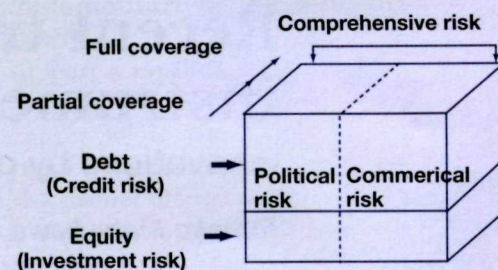 Comprehensive risk
Full coverage
Partial coverage
Debt
(Credit risk)
Political
risk
Commerical
risk
Equity
(Investment risk)